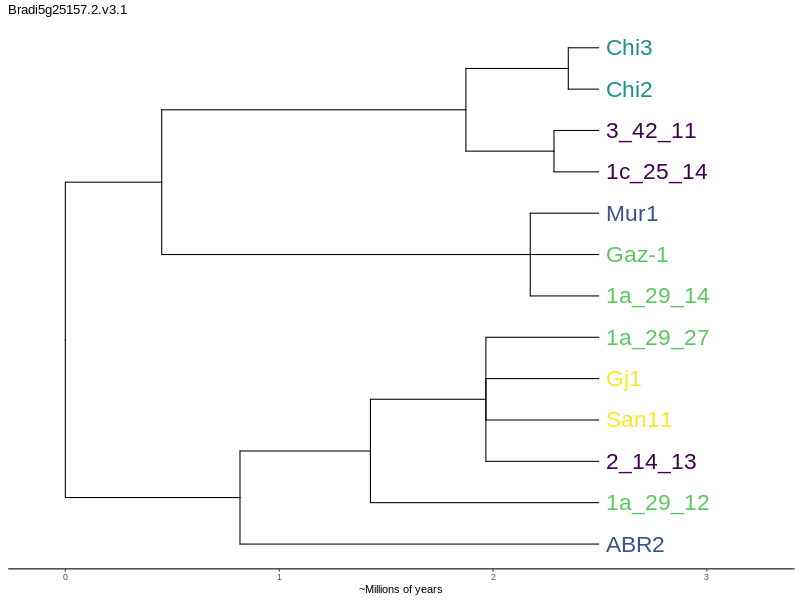 Bradi5g25157.2.v3.1
Chi3
Chi2
3_42_11
1c_25_14
Mur1
Gaz-1
1a_29_14
1a_29_27
Gj1
San11
2_14_13
1a_29_12
ABR2
0 1 2 3
~Millions of years